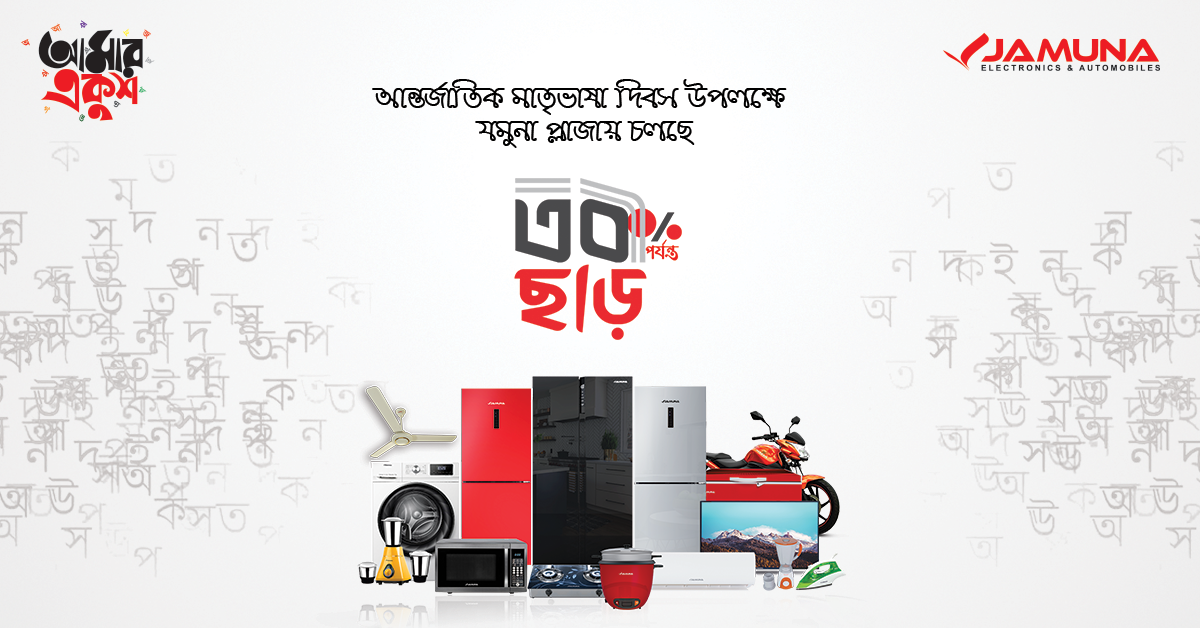 আমার
একুশ
JAMUNA
ELECTRONICS & AUTOMOBILES
আন্তর্জাতিক মাতৃভাষা দিবস উপলক্ষে
যমুনা প্লাজায় চলছে
৩০%
পর্যন্ত
ছাড়